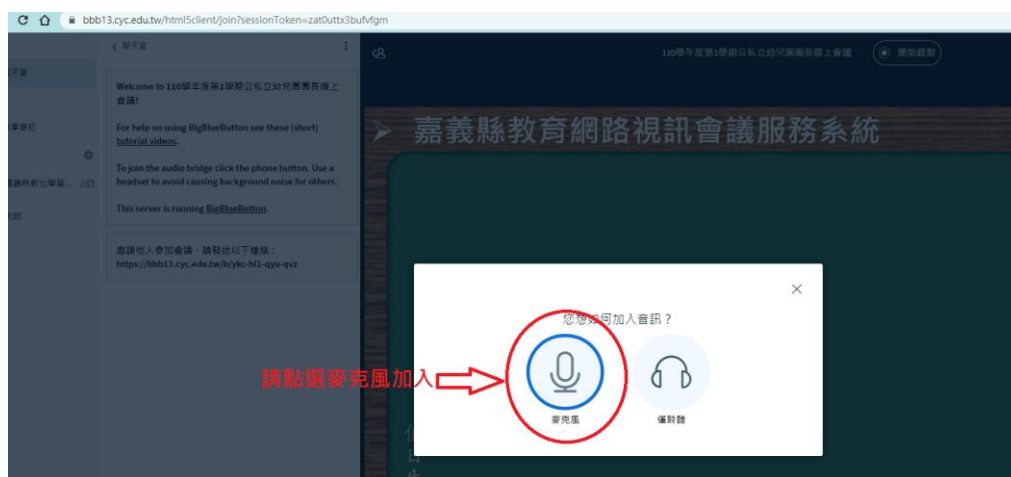 bbb13.cyc.edu.tw/html5client/join?sessionToken=zat0uttx3bufvfgm
聊天室
110學年度第1學期公私立幼兒園園長線上會議
開始錄製
天室
Welcome to 110學年度第1學期公私立幼兒園園長線上
會議!
For help on using BigBlueButton see these (short)
tutorial videos.
To join the audio bridge click the phone button. Use a
headset to avoid causing background noise for others.
This server is running BigBlueButton.
邀請他人參加會議，請發送以下連結：
https://bbb13.cyc.edu.tw/b/ykc-hl1-qyu-qvz
➢ 嘉義縣教育網路視訊會議服務系統
您想如何加入音訊？
麥克風
僅聆聽
請點選麥克風加入